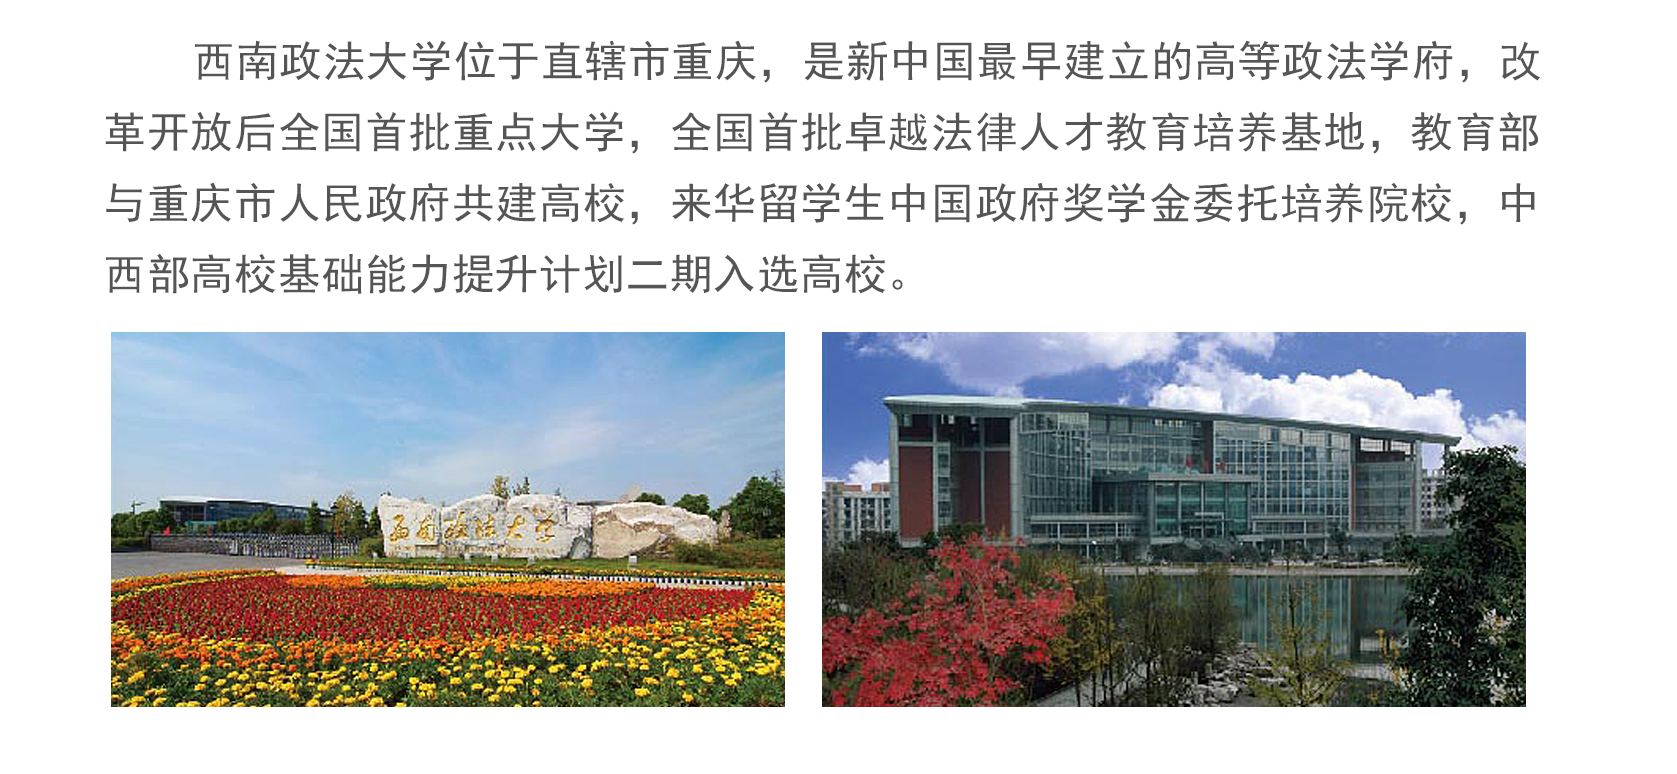 西南政法大学位于直辖市重庆，是新中国最早建立的高等政法学府，改
革开放后全国首批重点大学，全国首批卓越法律人才教育培养基地，教育部
与重庆市人民政府共建高校，来华留学生中国政府奖学金委托培养院校，中
西部高校基础能力提升计划二期入选高校。
西南政法大学